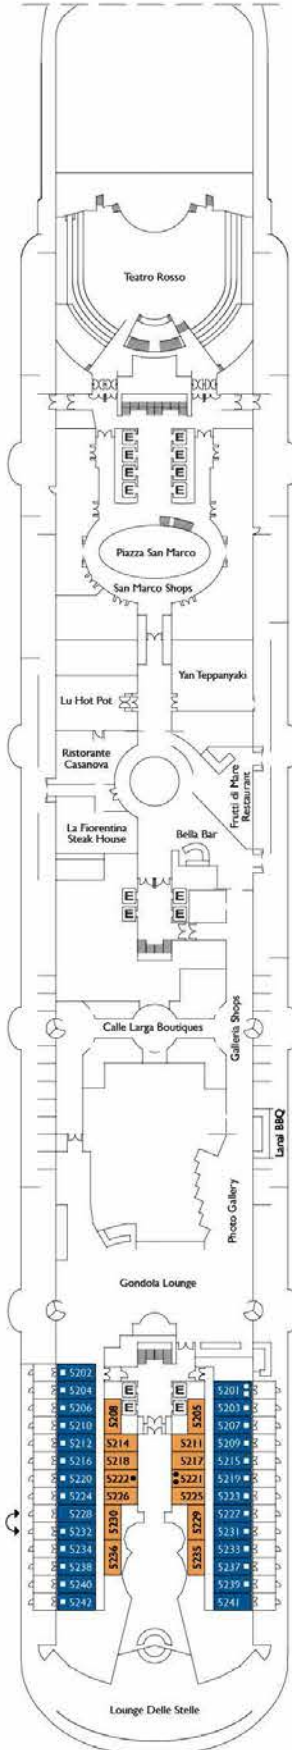 Teatro Rosso
E E
E E
E E
E E
Piazza San Marco
San Marco Shops
Yan Teppanyaki
Lu Hot Pot
Ristorante
Casanova
Frutti di Mare
Restaurant
La Fiorentina
Steak House
Bella Bar
E E
E E
Calle Larga Boutiques
Galleria Shops
Lanai BBQ
Photo Gallery
Gondola Lounge
5202
5204 E E 5201
5206 5208 E E 5205 5203
5210 5207
5212 5214 5211 5209
5216 5218 5217 5215
5220 5222 5221 5219
5224 5226 5225 5223
5228 5230 5229 5227
5232 5231
5234 5236 5235 5233
5238 5237
5240 5239
5242 5241
Lounge Delle Stelle